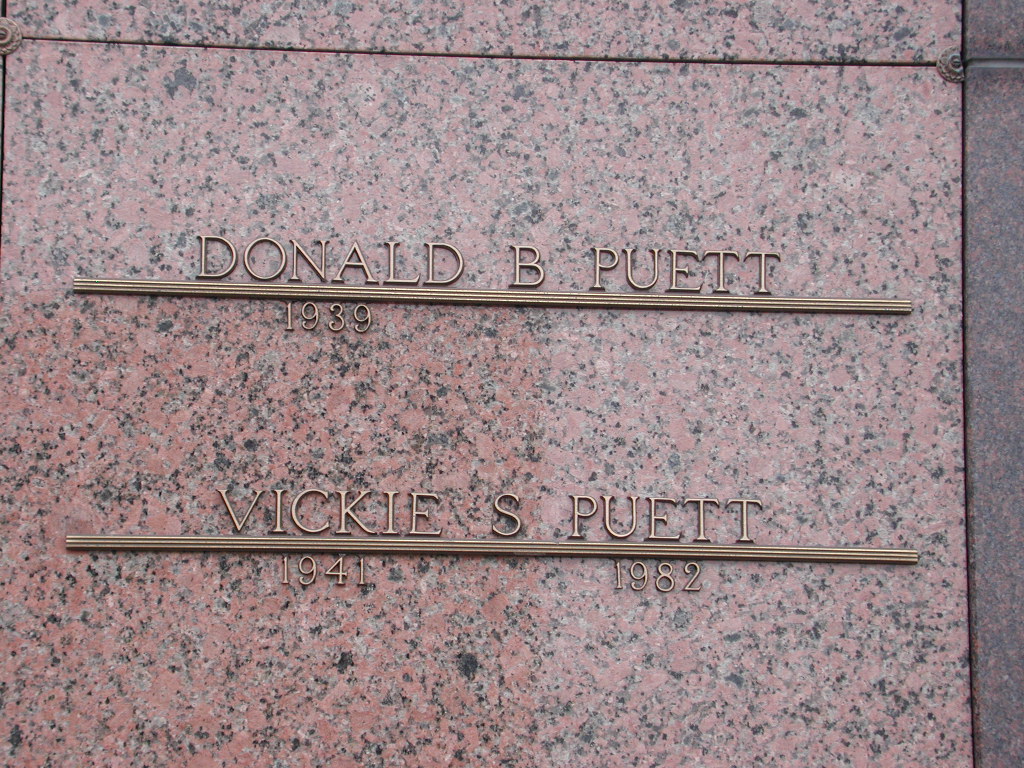 DONALD B PUETT
1939
VICKIE S PUETT
1941 1982